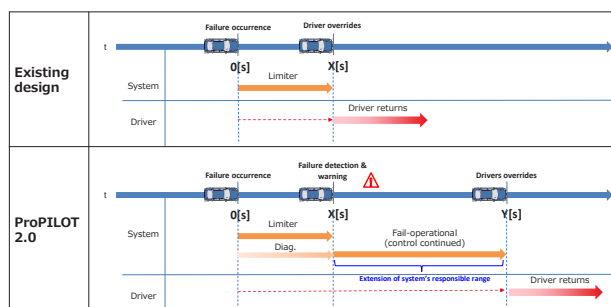 Existing
design
Failure occurrence
Driver overrides
t
0[s]
X[s]
System
Limiter
Driver
Driver returns
ProPILOT
2.0
Failure occurrence
Failure detection &
warning
Drivers overrides
t
0[s]
X[s]
Y[s]
System
Limiter
Diag.
Fail-operational
(control continued)
Extension of system's responsible range
Driver
Driver returns